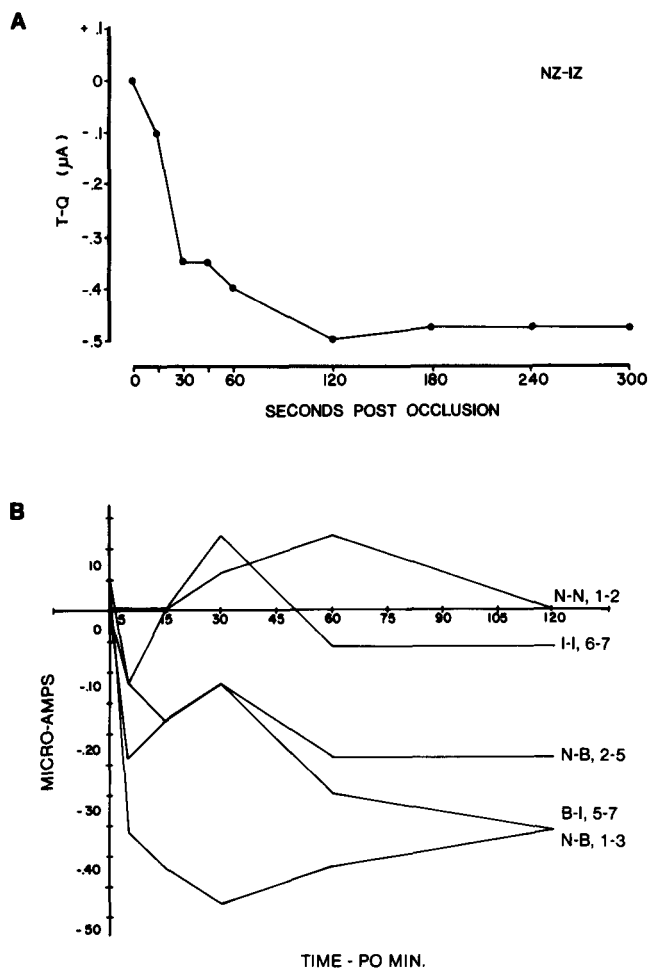 A
+ .1
0
-.1
-.2
-.3
-.4
-.5
T-Q (μA)
NZ-IZ
0 30 60 120 180 240 300
SECONDS POST OCCLUSION
B
10
0
-.10
-.20
-.30
-.40
-.50
MICRO-AMPS
5 15 30 45 60 75 90 105 120
N-N, 1-2
I-I, 6-7
N-B, 2-5
B-I, 5-7
N-B, 1-3
TIME - PO MIN.